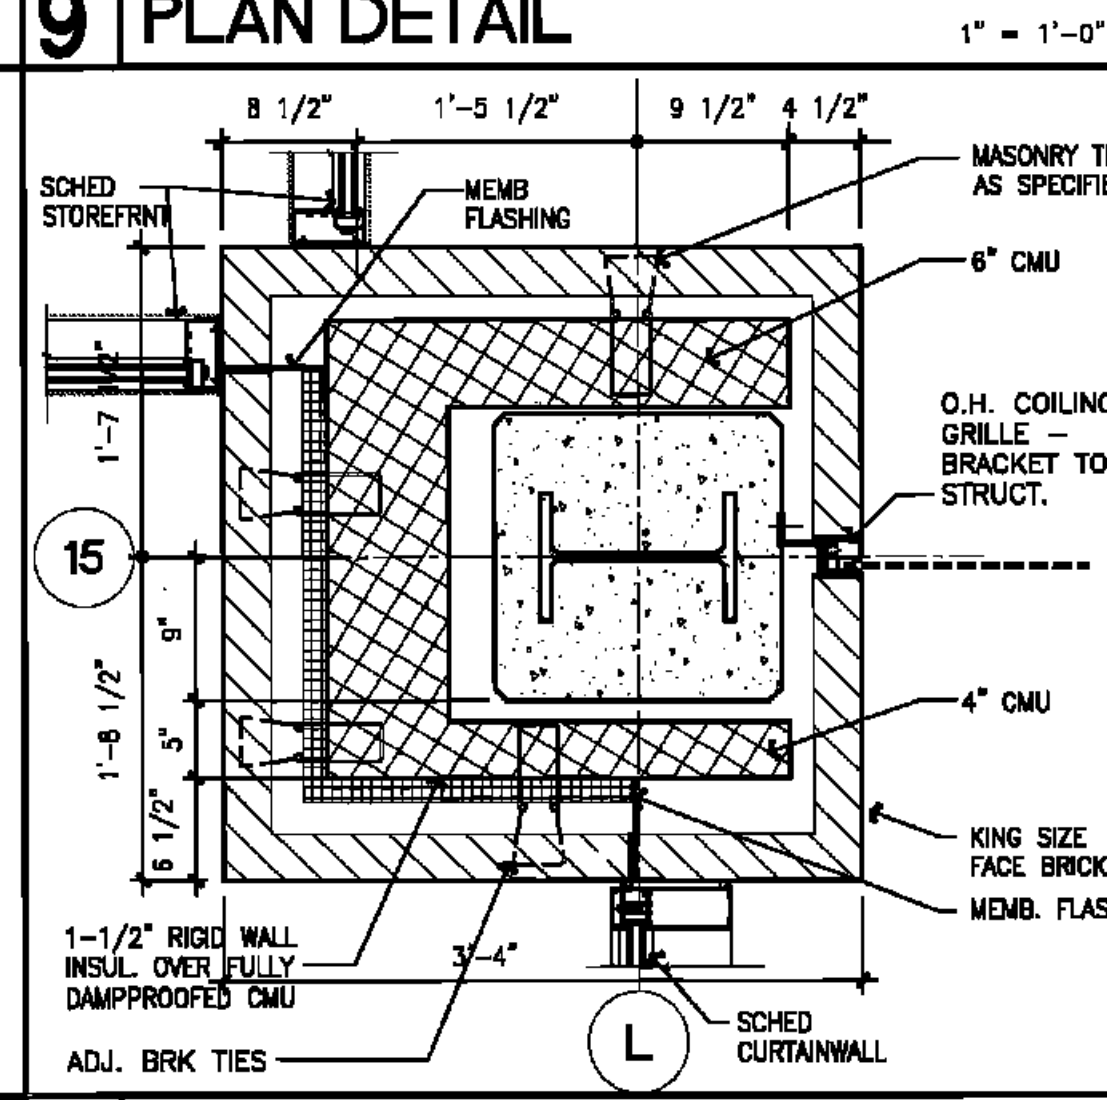 9 PLAN DETAIL
1" = 1'-0"
8 1/2" 1'-5 1/2" 9 1/2" 4 1/2"
SCHED
STOREFRNT
MEMB
FLASHING
MASONRY
AS
6" CMU
1'-7 1/2"
O.H. COILING
GRILLE –
BRACKET TO
STRUCT.
15
9"
1'-8 1/2"
5"
6 1/2"
4" CMU
KING SIZE
FACE BRICK
MEMB.
1-1/2" RIGID WALL
INSUL. OVER FULLY
DAMPPROOFED CMU
3'-4"
ADJ. BRK TIES
L
SCHED
CURTAINWALL